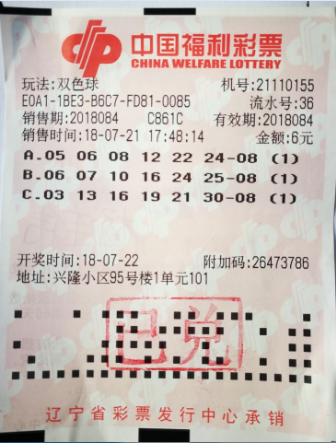 中国福利彩票
CHINA WELFARE LOTTERY
玩法:双色球 机号:21110155
E0A1-1BE3-B6C7-FD81-0085 流水号:36
销售期:2018084 C861C 有效期:2018084
销售时间:18-07-21 17:48:14 金额:6元
A.05 06 08 12 22 24-08 (1)
B.06 07 10 16 24 25-08 (1)
C.03 13 16 19 21 30-08 (1)
开奖时间:18-07-22 附加码:26473786
地址:兴隆小区95号楼1单元101
已兑
辽宁省彩票发行中心承销